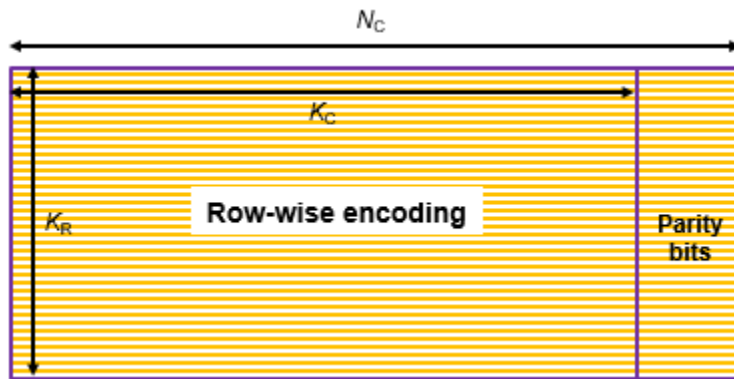 N_C
K_C
K_R
Row-wise encoding
Parity
bits